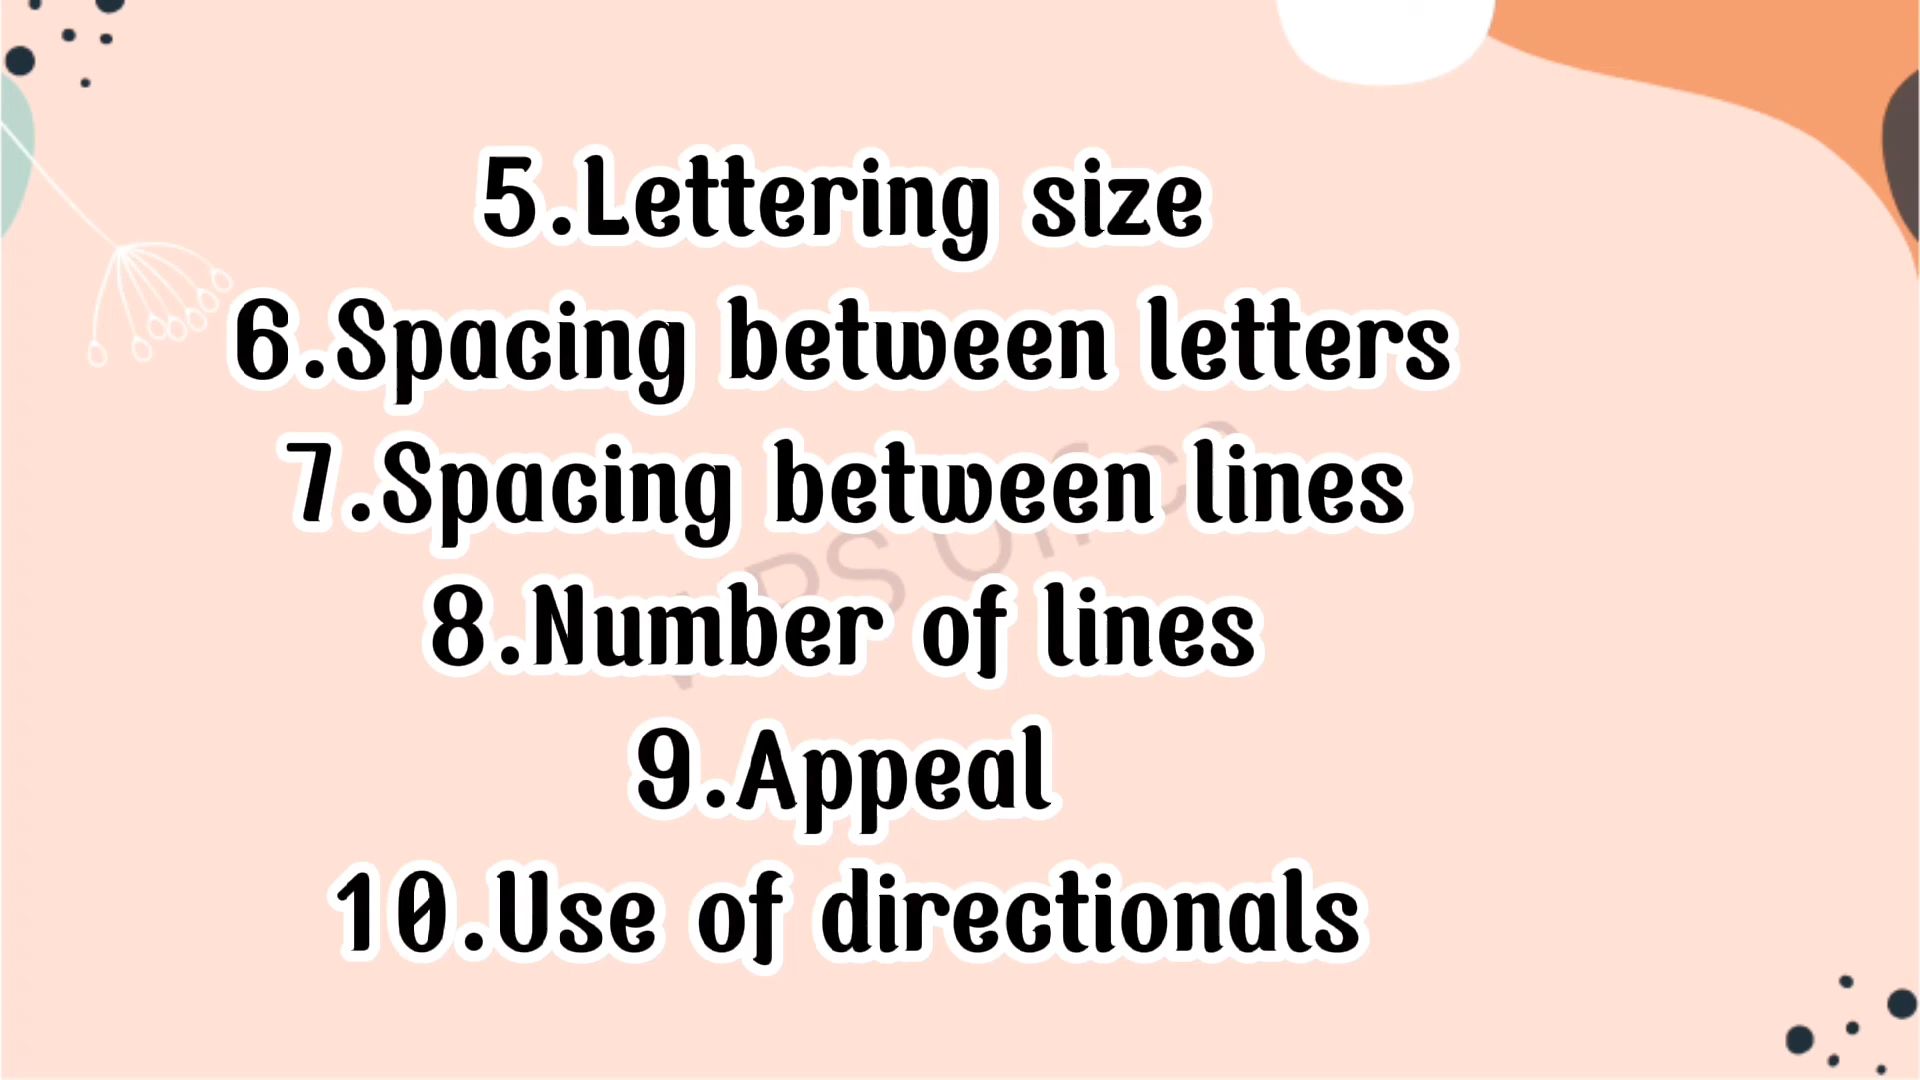 5.Lettering size
6.Spacing between letters
7.Spacing between lines
8.Number of lines
9.Appeal
10.Use of directionals